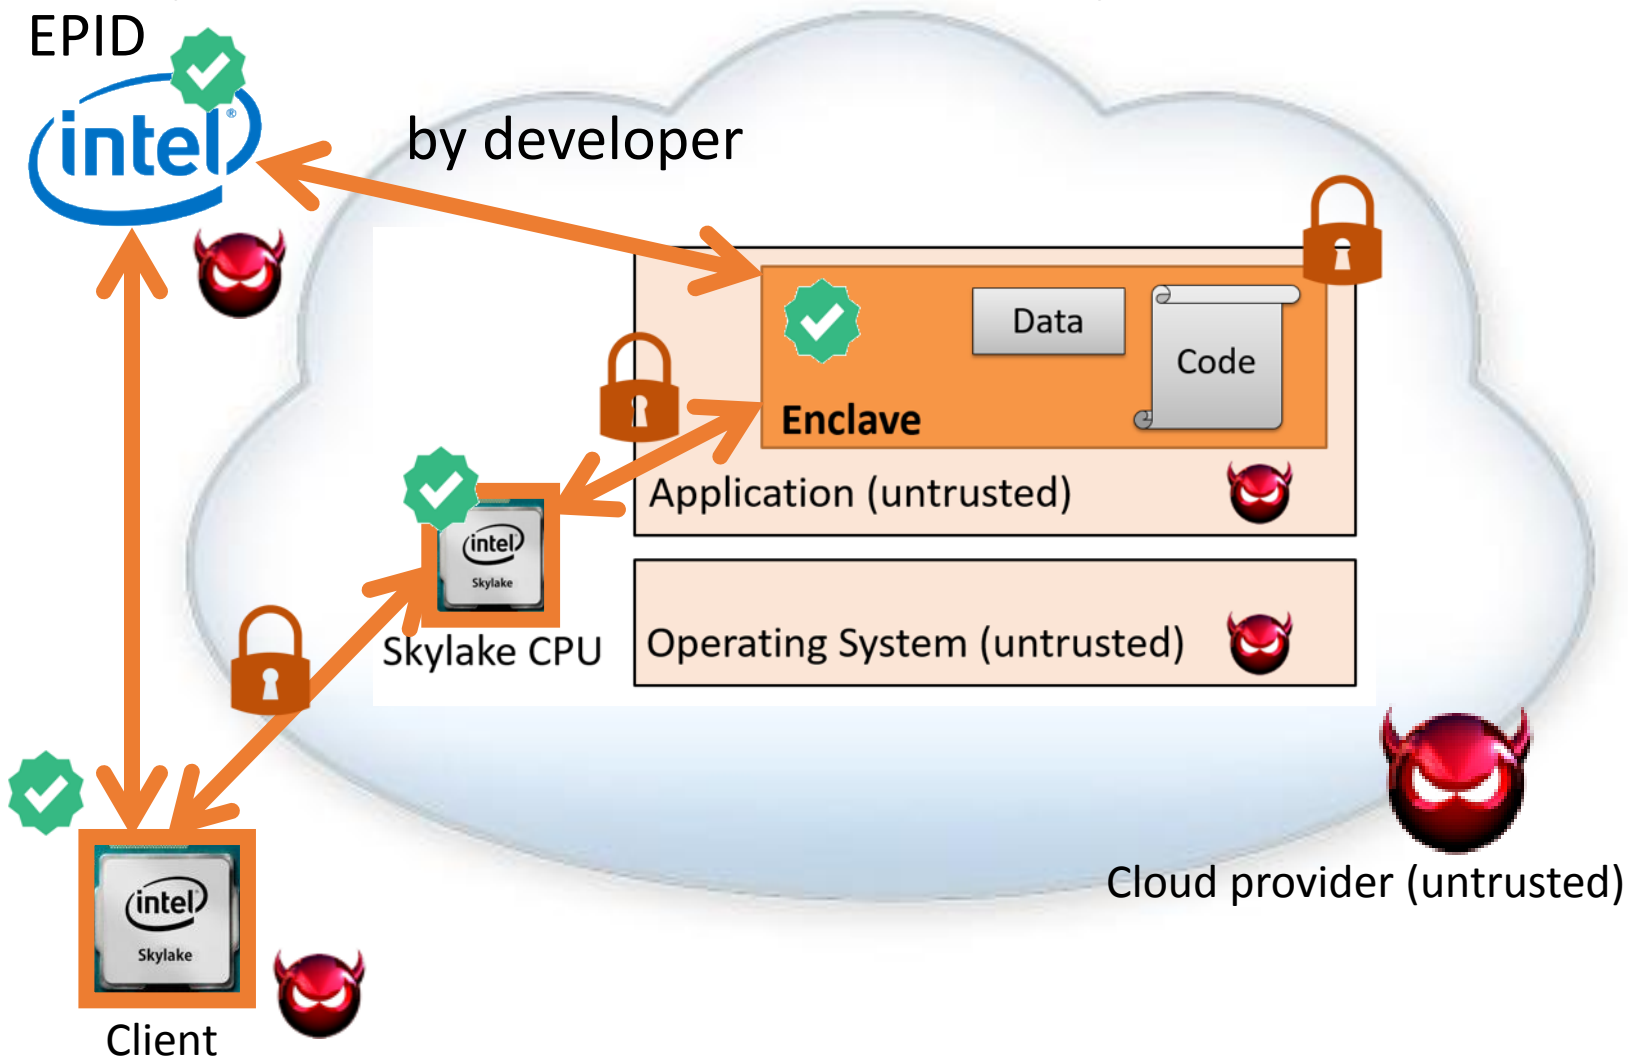 EPID
intel®
by developer
Data
Code
Enclave
Application (untrusted)
intel
Skylake
Skylake CPU
Operating System (untrusted)
Cloud provider (untrusted)
intel
Skylake
Client